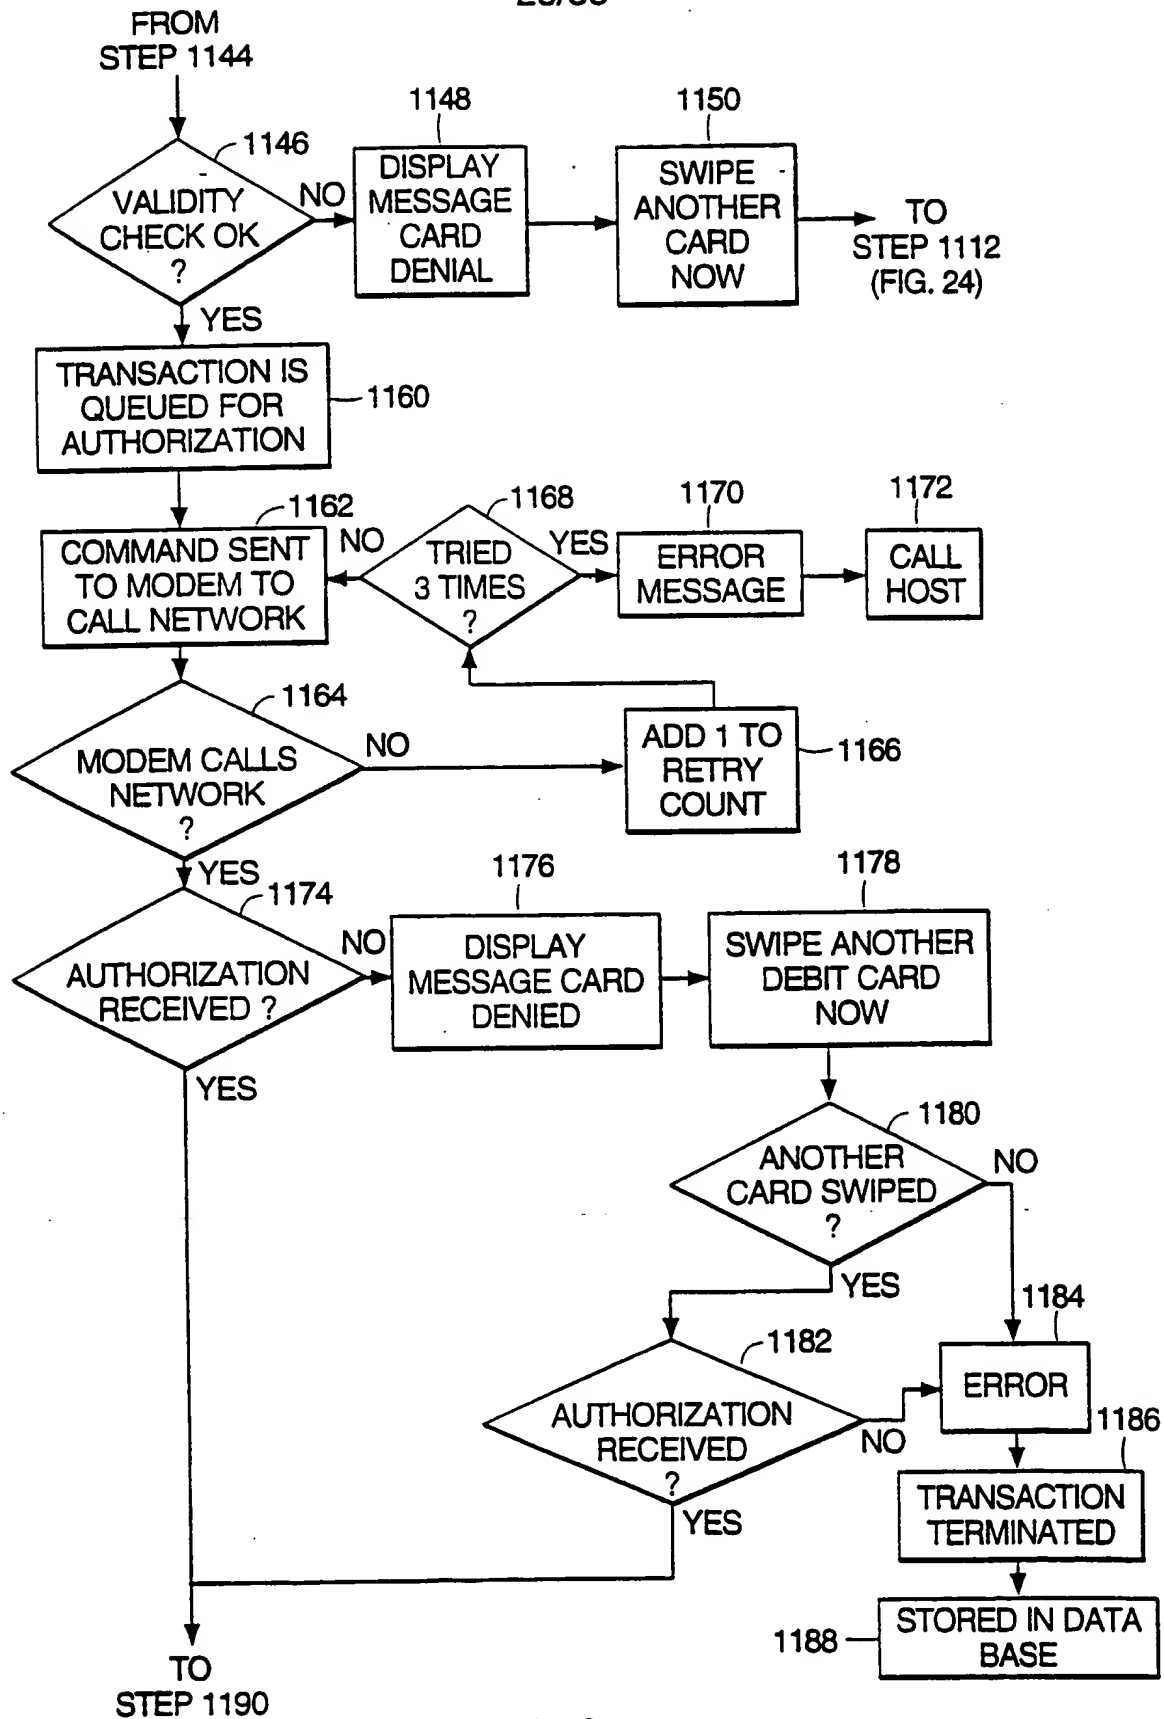 FROM
STEP 1144
1146
VALIDITY
CHECK OK
?
NO
1148
DISPLAY
MESSAGE
CARD
DENIAL
1150
SWIPE
ANOTHER
CARD
NOW
TO
STEP 1112
(FIG. 24)
YES
TRANSACTION IS
QUEUED FOR
AUTHORIZATION
1160
1162
COMMAND SENT
TO MODEM TO
CALL NETWORK
NO
1168
TRIED
3 TIMES
?
YES
1170
ERROR
MESSAGE
1172
CALL
HOST
1164
MODEM CALLS
NETWORK
?
NO
ADD 1 TO
RETRY
COUNT
1166
YES
1174
AUTHORIZATION
RECEIVED ?
NO
1176
DISPLAY
MESSAGE CARD
DENIED
1178
SWIPE ANOTHER
DEBIT CARD
NOW
YES
1180
ANOTHER
CARD SWIPED
?
NO
YES
1182
AUTHORIZATION
RECEIVED
?
NO
1184
ERROR
1186
TRANSACTION
TERMINATED
YES
1188
STORED IN DATA
BASE
TO
STEP 1190